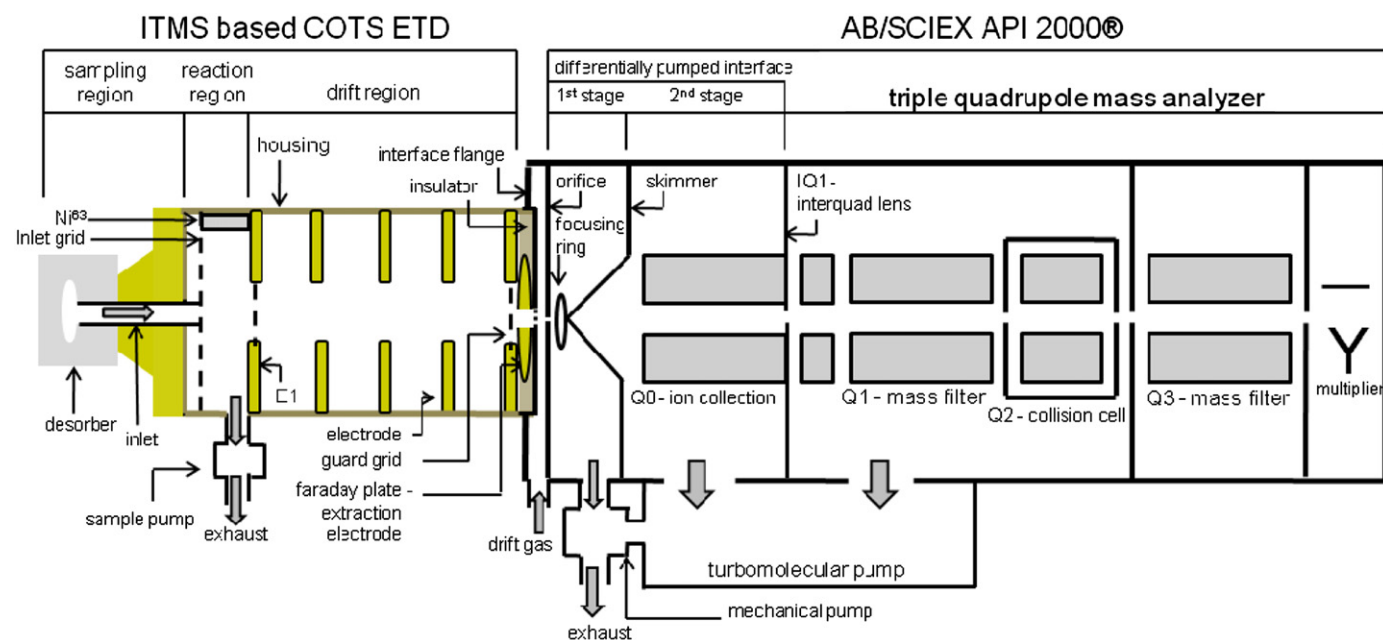 ITMS based COTS ETD
AB/SCIEX API 2000®
sampling
region
reaction
region
drift region
differentially pumped interface
1st stage
2nd stage
triple quadrupole mass analyzer
housing
interface flange
insulator
orifice
focusing
ring
skimmer
IQ1-
interquad lens
Ni63
Inlet grid
E1
desorber
inlet
electrode
guard grid
faraday plate -
extraction
electrode
sample pump
exhaust
drift gas
Q0 - ion collection
Q1 - mass filter
Q2 - collision cell
Q3 - mass filter
multiplier
turbomolecular pump
mechanical pump
exhaust